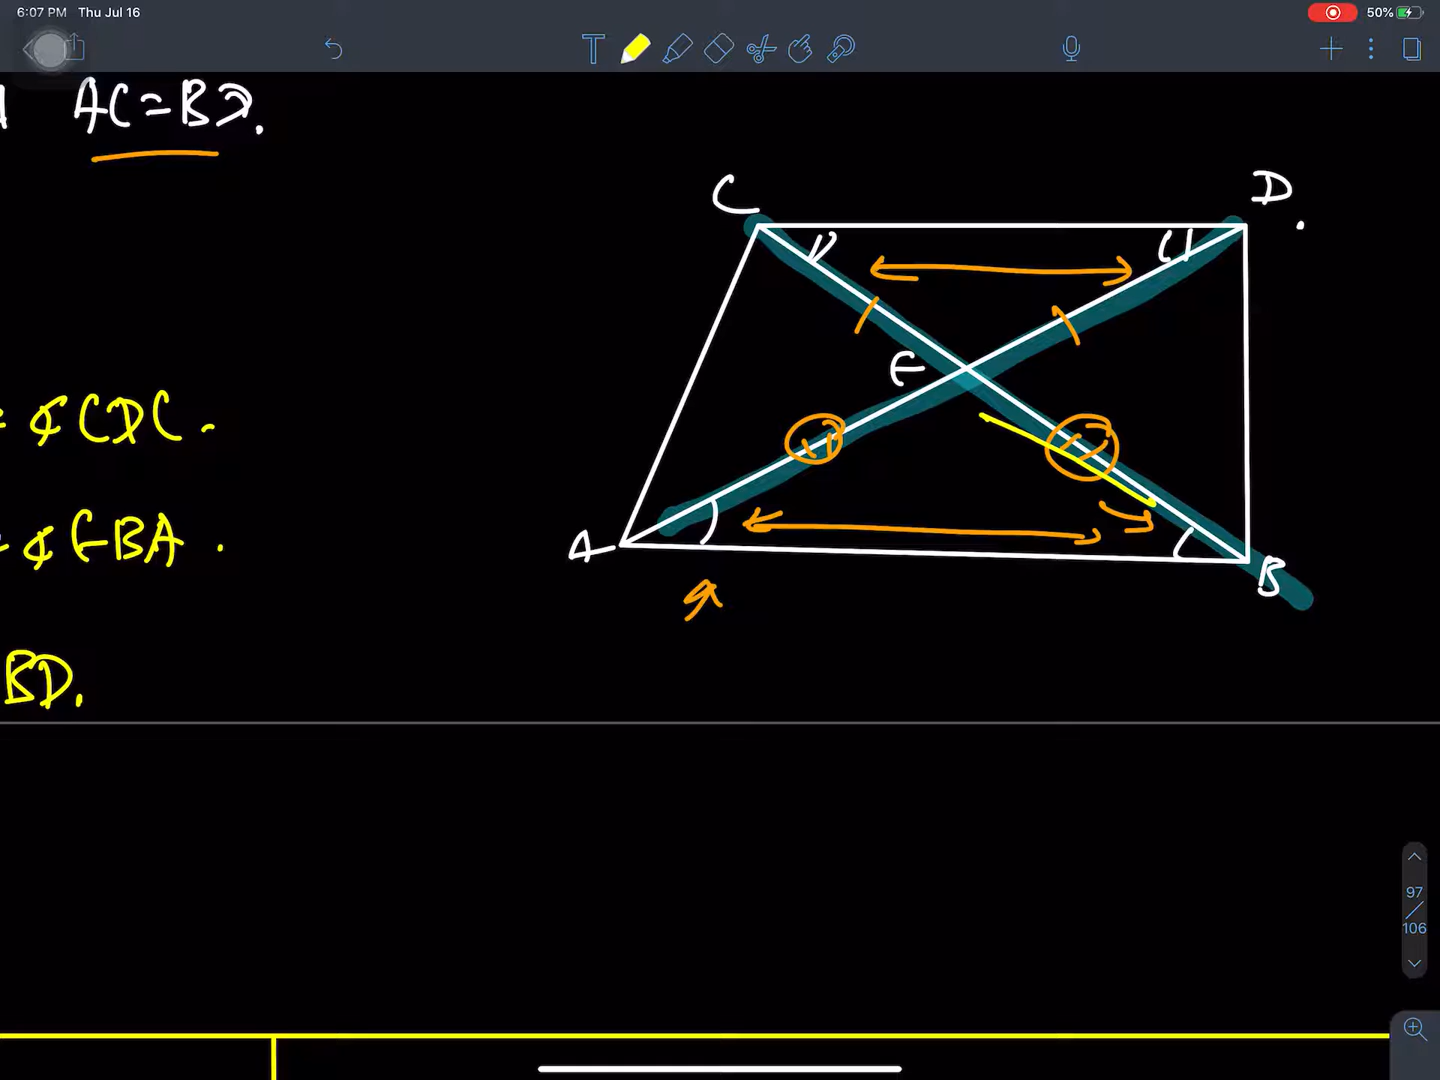 6:07 PM Thu Jul 16
50%
AC=BD.
C
D.
E
= ∢CDC.
= ∢EBA.
A
B
BD.
97
106